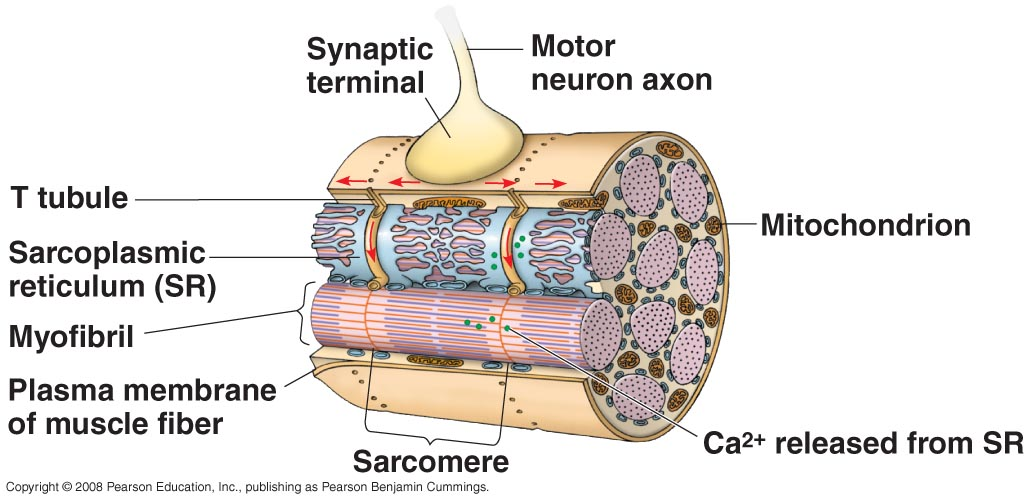 Synaptic
terminal
Motor
neuron axon
T tubule
Mitochondrion
Sarcoplasmic
reticulum (SR)
Myofibril
Plasma membrane
of muscle fiber
Ca²⁺ released from SR
Sarcomere
Copyright © 2008 Pearson Education, Inc., publishing as Pearson Benjamin Cummings.